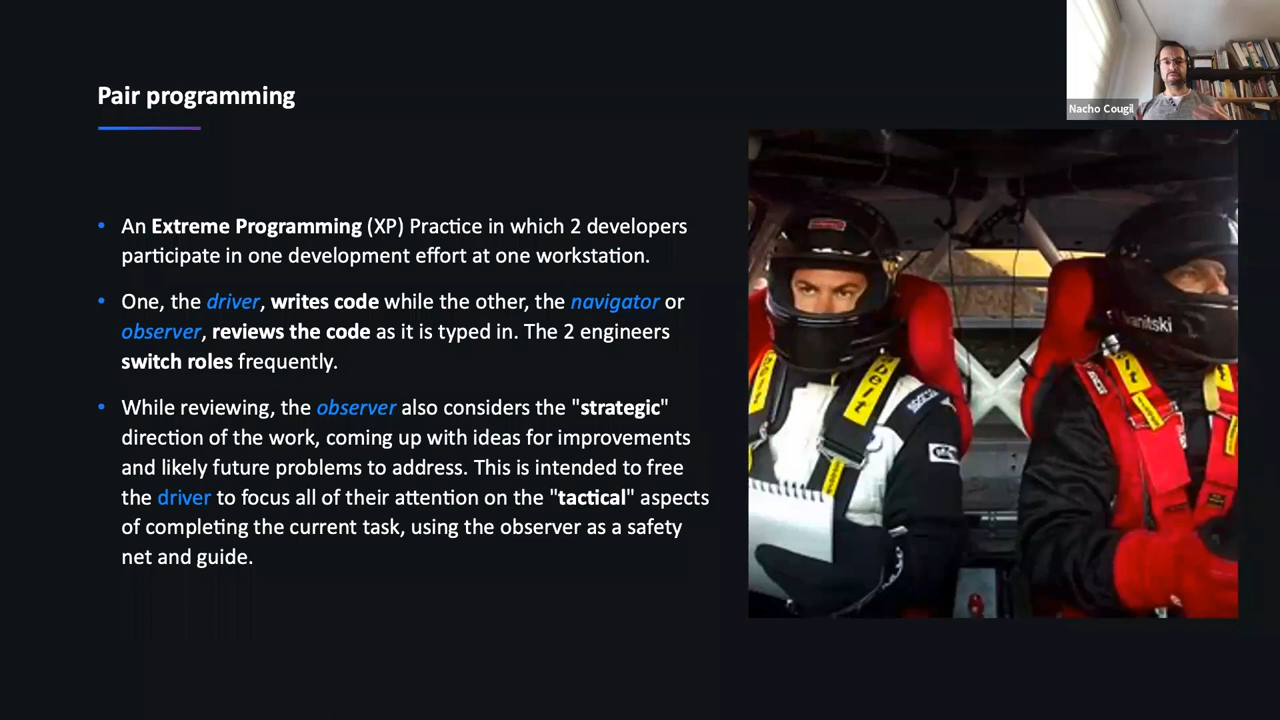 Pair programming
Nacho Cougil
• An Extreme Programming (XP) Practice in which 2 developers
participate in one development effort at one workstation.
• One, the driver, writes code while the other, the navigator or
observer, reviews the code as it is typed in. The 2 engineers
switch roles frequently.
• While reviewing, the observer also considers the "strategic"
direction of the work, coming up with ideas for improvements
and likely future problems to address. This is intended to free
the driver to focus all of their attention on the "tactical" aspects
of completing the current task, using the observer as a safety
net and guide.